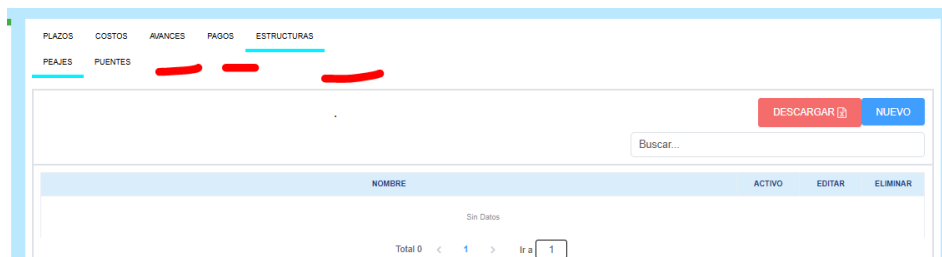 PLAZOS COSTOS AVANCES PAGOS ESTRUCTURAS
PEAJES PUENTES
DESCARGAR NUEVO
Buscar...
NOMBRE ACTIVO EDITAR ELIMINAR
Sin Datos
Total 0 < 1 > Ir a 1